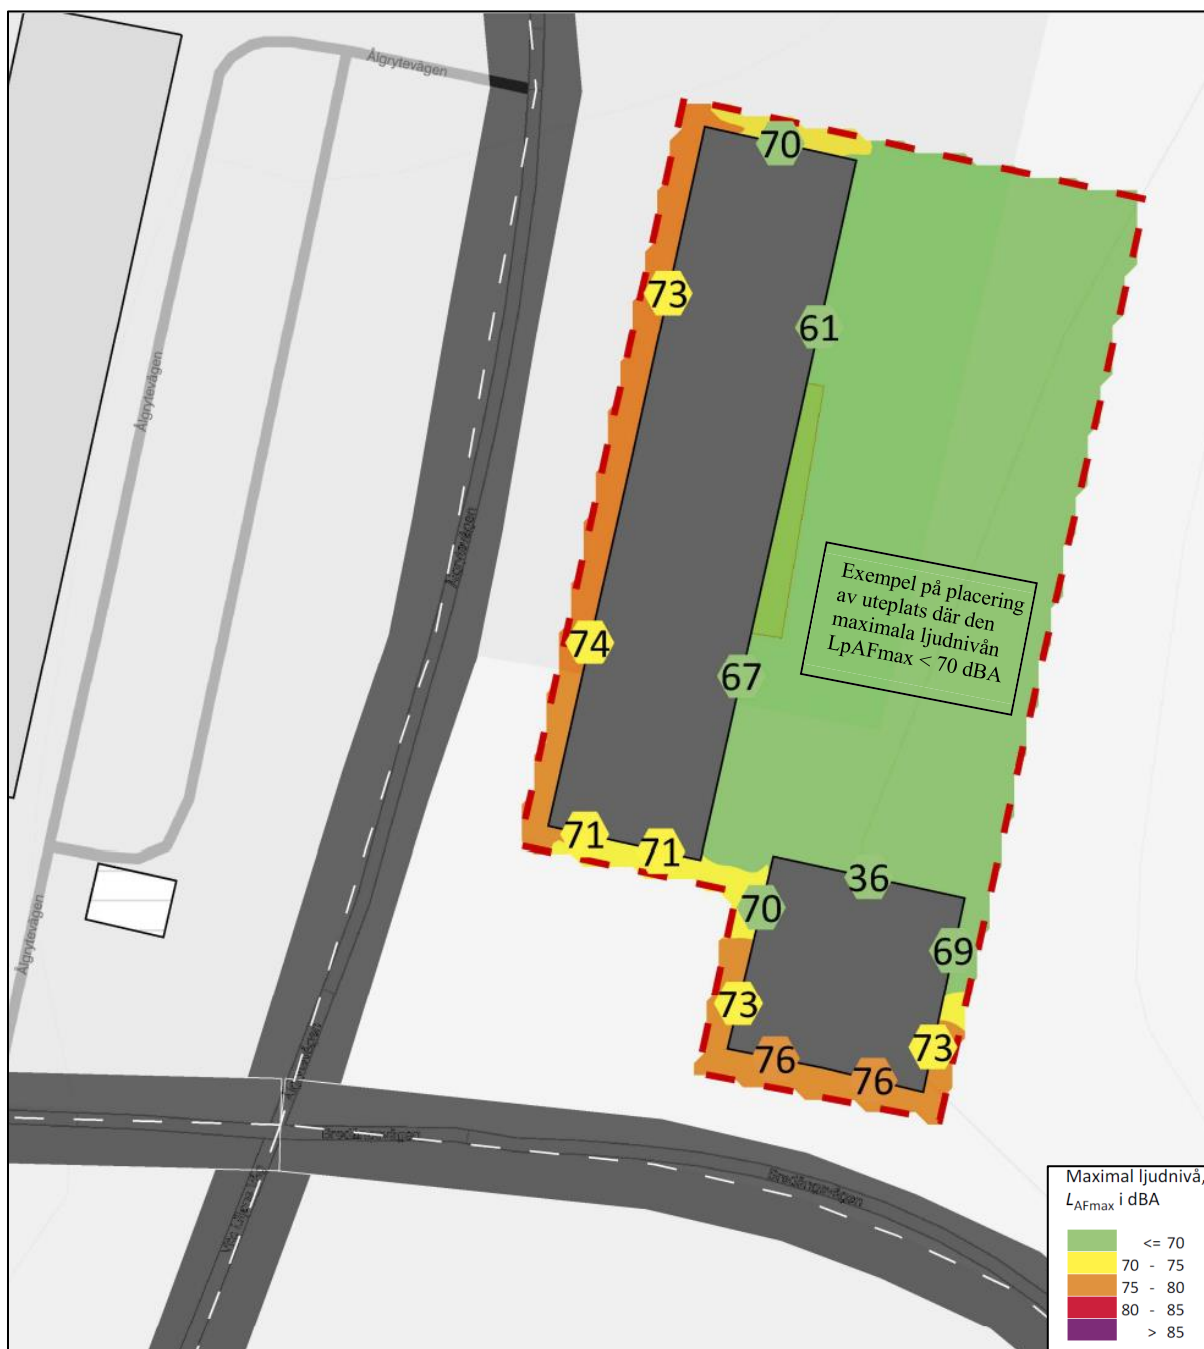 Ålgrytevägen
70
73
61
Ålgrytevägen
Ålgrytevägen
Exempel på placering
av uteplats där den
maximala ljudnivån
LpAFmax < 70 dBA
74
67
71
71
36
70
69
Ålgrytevägen
73
73
76
76
Bredängsvägen
Maximal ljudnivå,
LAFmax i dBA
<= 70
70 - 75
75 - 80
80 - 85
> 85